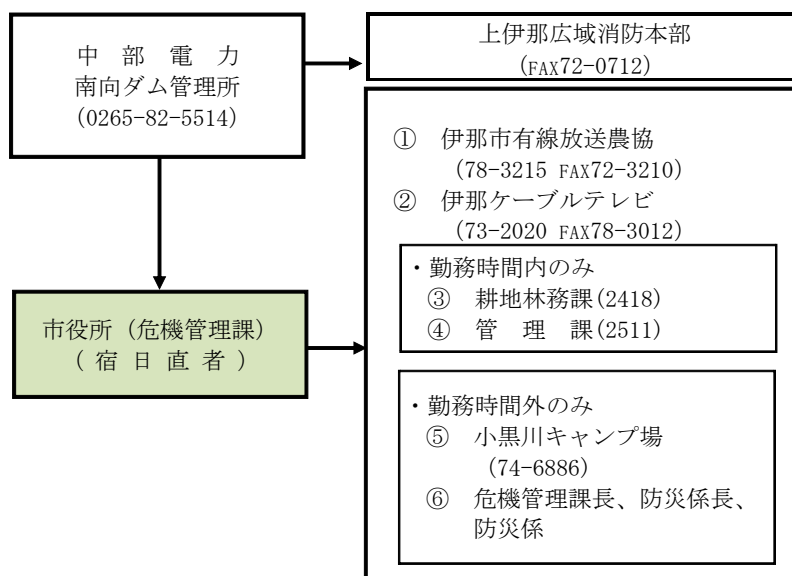 中 部 電 力
南向ダム管理所
(0265-82-5514)
上伊那広域消防本部
(FAX72-0712)
① 伊那市有線放送農協
(78-3215 FAX72-3210)
② 伊那ケーブルテレビ
(73-2020 FAX78-3012)
・勤務時間内のみ
③ 耕地林務課(2418)
④ 管 理 課(2511)
市役所（危機管理課）
( 宿 日 直 者 )
・勤務時間外のみ
⑤ 小黒川キャンプ場
(74-6886)
⑥ 危機管理課長、防災係長、
防災係